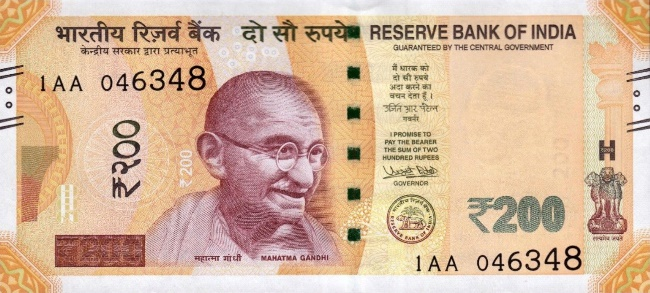 भारतीय रिज़र्व बैंक
केन्द्रीय सरकार द्वारा प्रत्याभूत
दो सौ रुपये
RESERVE BANK OF INDIA
GUARANTEED BY THE CENTRAL GOVERNMENT
1AA 046348
मैं धारक को
दो सौ रुपये
अदा करने का
वचन देता हूँ ।
गवर्नर
I PROMISE TO
PAY THE BEARER
THE SUM OF TWO
HUNDRED RUPEES
GOVERNOR
₹२००
₹200
₹200
भारतीय रिज़र्व बैंक
RESERVE BANK OF INDIA
₹200
सत्यमेव जयते
महात्मा गांधी
MAHATMA GANDHI
1AA 046348